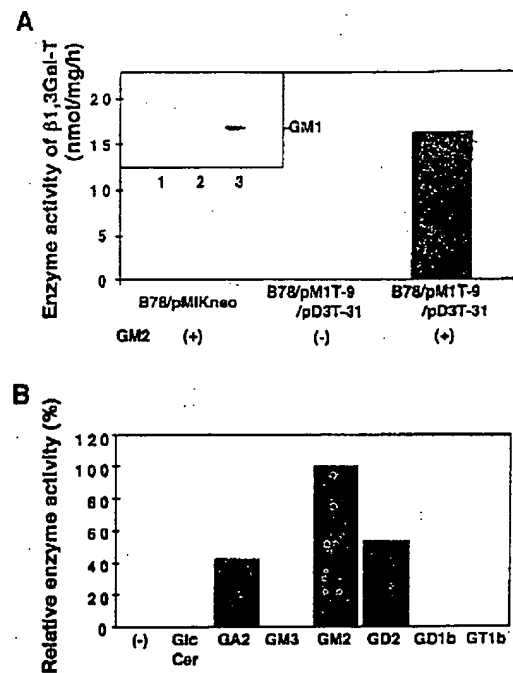 A
Enzyme activity of β1,3Gal-T
(nmol/mg/h)
20
15
10
5
0
GM1
1 2 3
B78/pMIKneo
B78/pM1T-9
/pD3T-31
B78/pM1T-9
/pD3T-31
GM2 (+) (-) (+)
B
Relative enzyme activity (%)
120
100
80
60
40
20
0
(-) Glc Cer GA2 GM3 GM2 GD2 GD1b GT1b